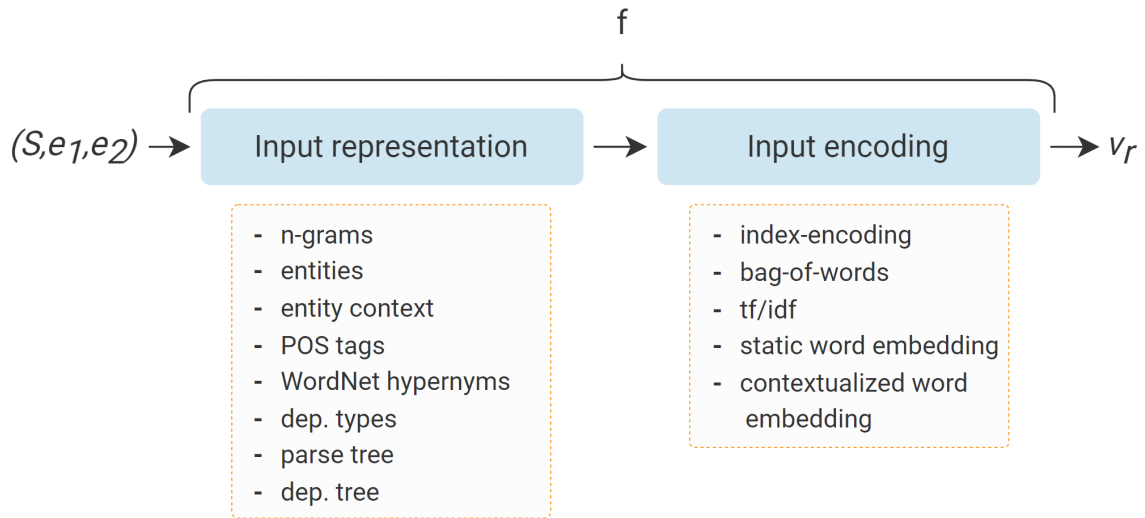 f
(S,e1,e2)
Input representation
Input encoding
vr
- n-grams
- entities
- entity context
- POS tags
- WordNet hypernyms
- dep. types
- parse tree
- dep. tree
- index-encoding
- bag-of-words
- tf/idf
- static word embedding
- contextualized word
embedding